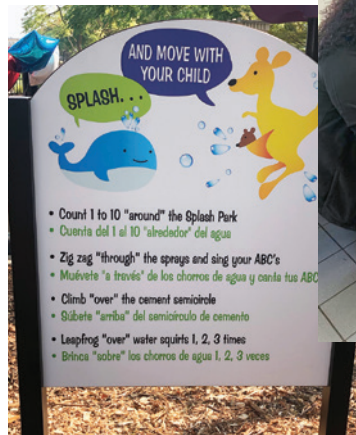 AND MOVE WITH
YOUR CHILD
SPLASH...
• Count 1 to 10 "around" the Splash Park
• Cuenta del 1 al 10 "alrededor" del agua
• Zig zag "through" the sprays and sing your ABC's
• Muévete "a través" de los chorros de agua y canta tus ABC
• Climb "over" the cement semicircle
• Súbete "arriba" del semicírculo de cemento
• Leapfrog "over" water squirts 1, 2, 3 times
• Brinca "sobre" los chorros de agua 1, 2, 3 veces